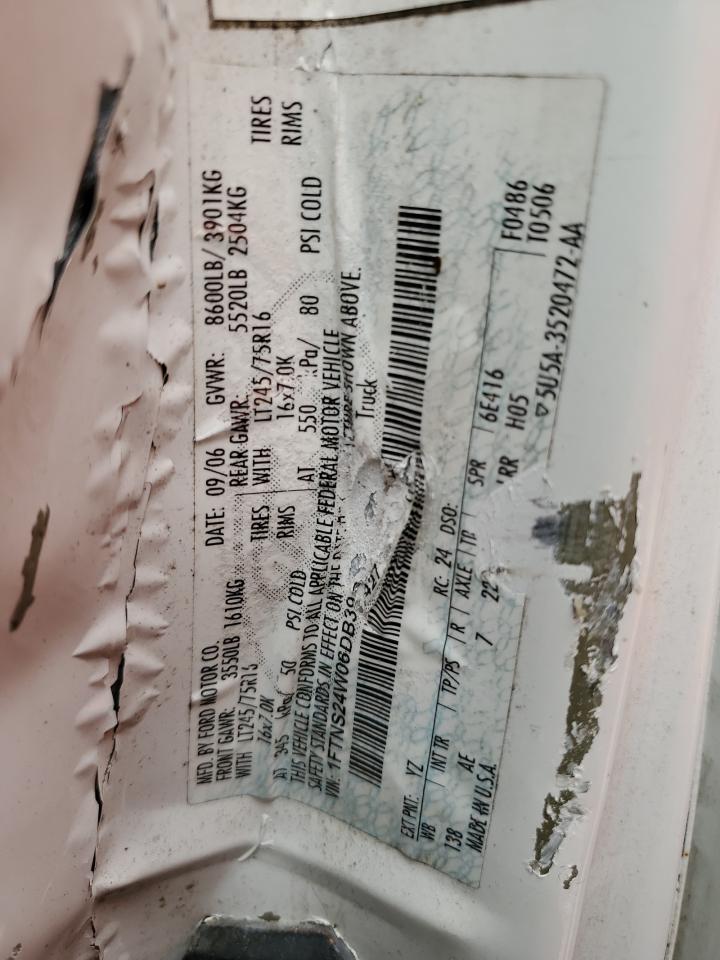 MFD. BY FORD MOTOR CO.
DATE: 09/06 GVWR: 8600LB/ 3901KG
FRONT GAWR: 3550LB 1610KG REAR GAWR: 5520LB 2504KG
WITH LT245/75R16 TIRES WITH LT245/75R16 TIRES
16x7.0K RIMS 16x7.0K RIMS
AT 345 kPa/ 50 PSI COLD AT 550 kPa/ 80 PSI COLD
THIS VEHICLE CONFORMS TO ALL APPLICABLE FEDERAL MOTOR VEHICLE
SAFETY STANDARDS IN EFFECT ON THE SHOWN ABOVE.
VIN: Truck
EXT PNT: YZ RC: 24 DSO: F0486
WB INT TR TP/PS R AXLE TR SPR 6E416 T0506
138 AE 7 22 RR H05
MADE IN U.S.A. ▽5U5A-3520472-AA